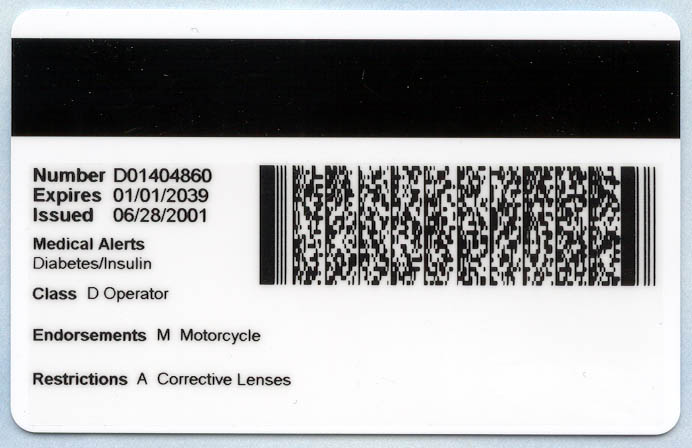 Number D01404860
Expires 01/01/2039
Issued 06/28/2001
Medical Alerts
Diabetes/Insulin
Class D Operator
Endorsements M Motorcycle
Restrictions A Corrective Lenses